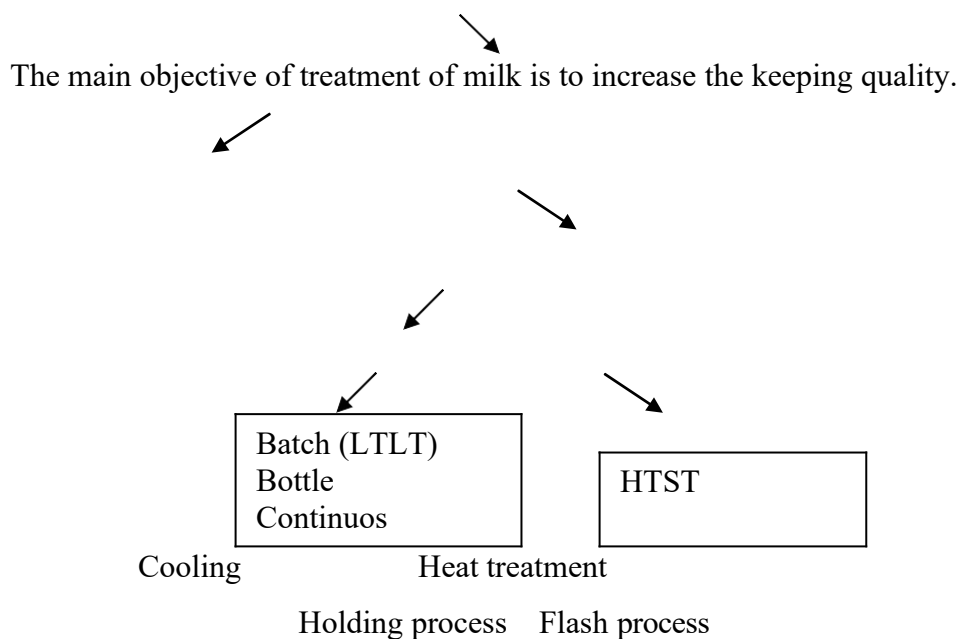 The main objective of treatment of milk is to increase the keeping quality.
Batch (LTLT)
Bottle
Continuos
HTST
Cooling
Heat treatment
Holding process
Flash process